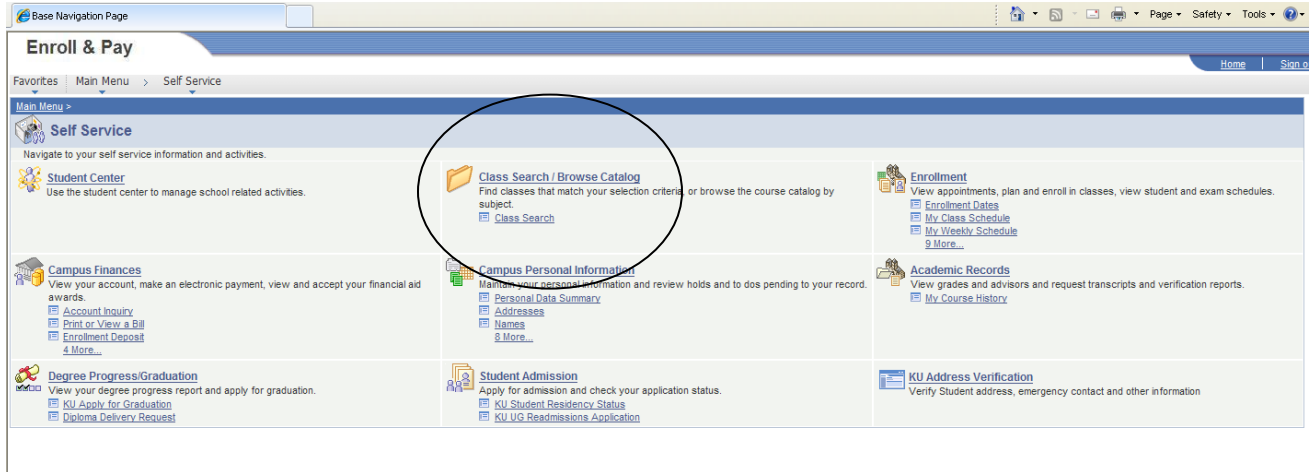 Base Navigation Page
Page Safety Tools
Enroll & Pay
Home Sign o
Favorites Main Menu > Self Service
Main Menu >
Self Service
Navigate to your self service information and activities.
Student Center
Use the student center to manage school related activities.
Class Search / Browse Catalog
Find classes that match your selection criteria, or browse the course catalog by
subject.
Class Search
Enrollment
View appointments, plan and enroll in classes, view student and exam schedules.
Enrollment Dates
My Class Schedule
My Weekly Schedule
9 More...
Campus Finances
View your account, make an electronic payment, view and accept your financial aid
awards.
Account Inquiry
Print or View a Bill
Enrollment Deposit
4 More...
Campus Personal Information
Maintain your personal information and review holds and to dos pending to your record.
Personal Data Summary
Addresses
Names
8 More...
Academic Records
View grades and advisors and request transcripts and verification reports.
My Course History
Degree Progress/Graduation
View your degree progress report and apply for graduation.
KU Apply for Graduation
Diploma Delivery Request
Student Admission
Apply for admission and check your application status.
KU Student Residency Status
KU UG Readmissions Application
KU Address Verification
Verify Student address, emergency contact and other information